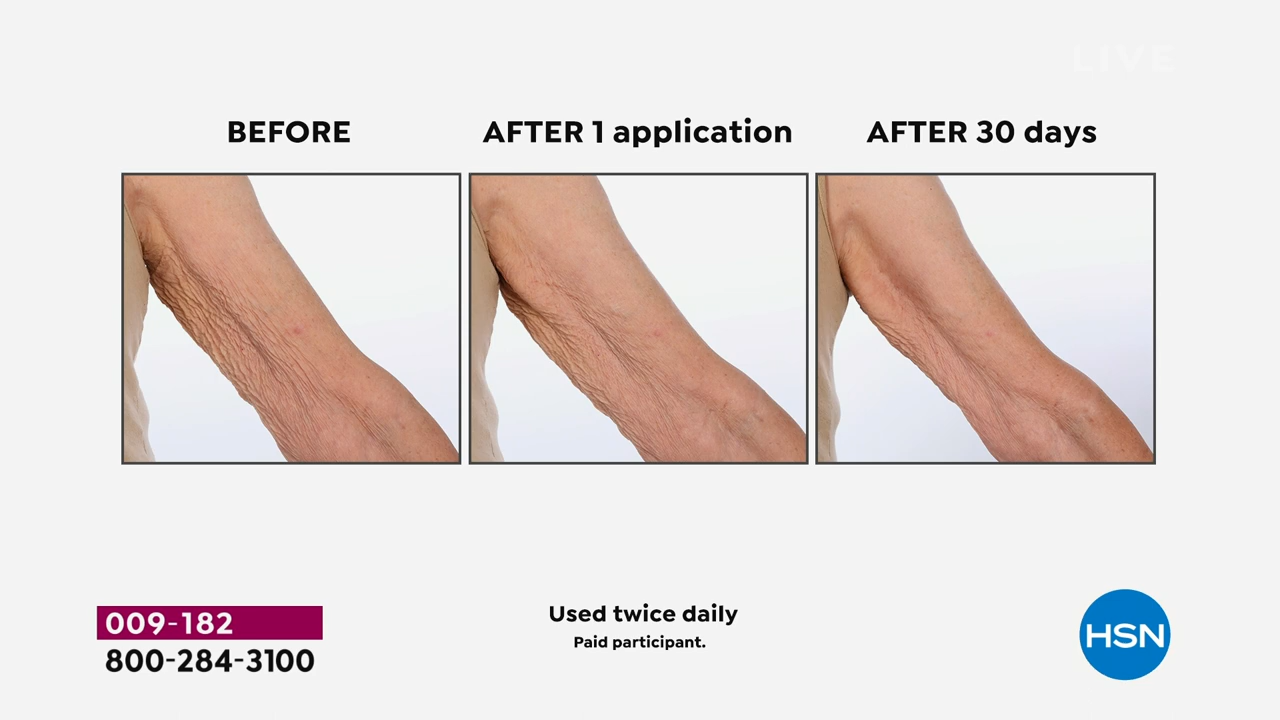 LIVE
BEFORE
AFTER 1 application
AFTER 30 days
009-182
800-284-3100
Used twice daily
Paid participant.
HSN